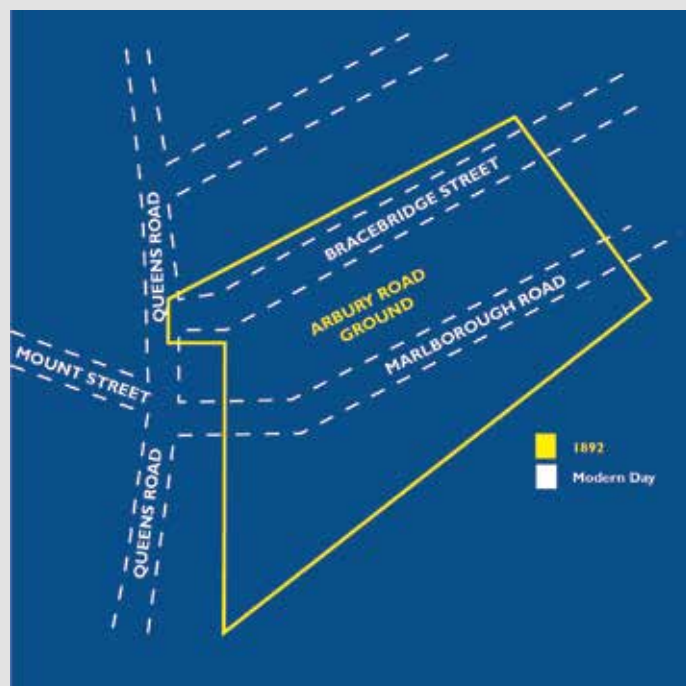 QUEENS ROAD
BRACEBRIDGE STREET
ARBURY ROAD
GROUND
MARLBOROUGH ROAD
MOUNT STREET
QUEENS ROAD
1892
Modern Day